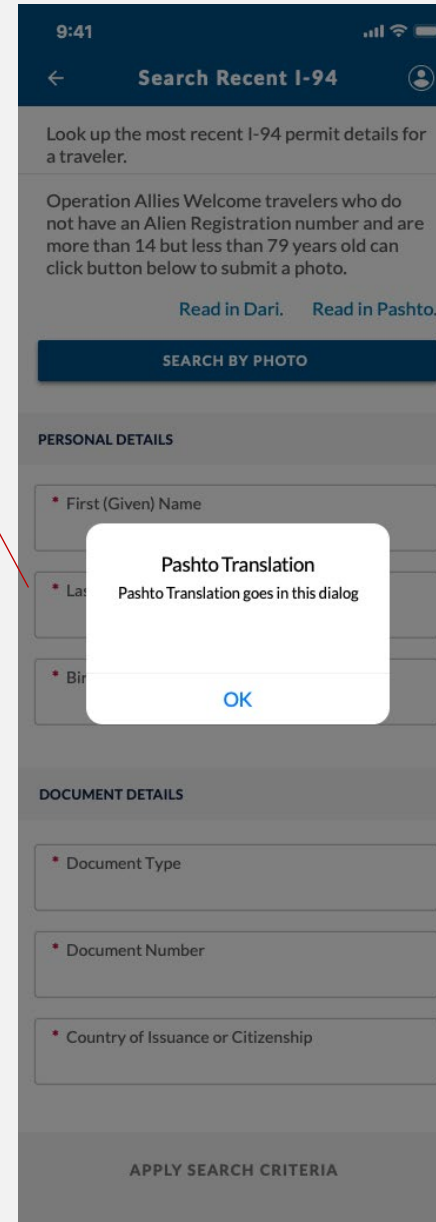 9:41
Search Recent I-94
Look up the most recent I-94 permit details for
a traveler.
Operation Allies Welcome travelers who do
not have an Alien Registration number and are
more than 14 but less than 79 years old can
click button below to submit a photo.
Read in Dari. Read in Pashto.
SEARCH BY PHOTO
PERSONAL DETAILS
* First (Given) Name
Pashto Translation
* Las
Pashto Translation goes in this dialog
* Bir
OK
DOCUMENT DETAILS
* Document Type
* Document Number
* Country of Issuance or Citizenship
APPLY SEARCH CRITERIA